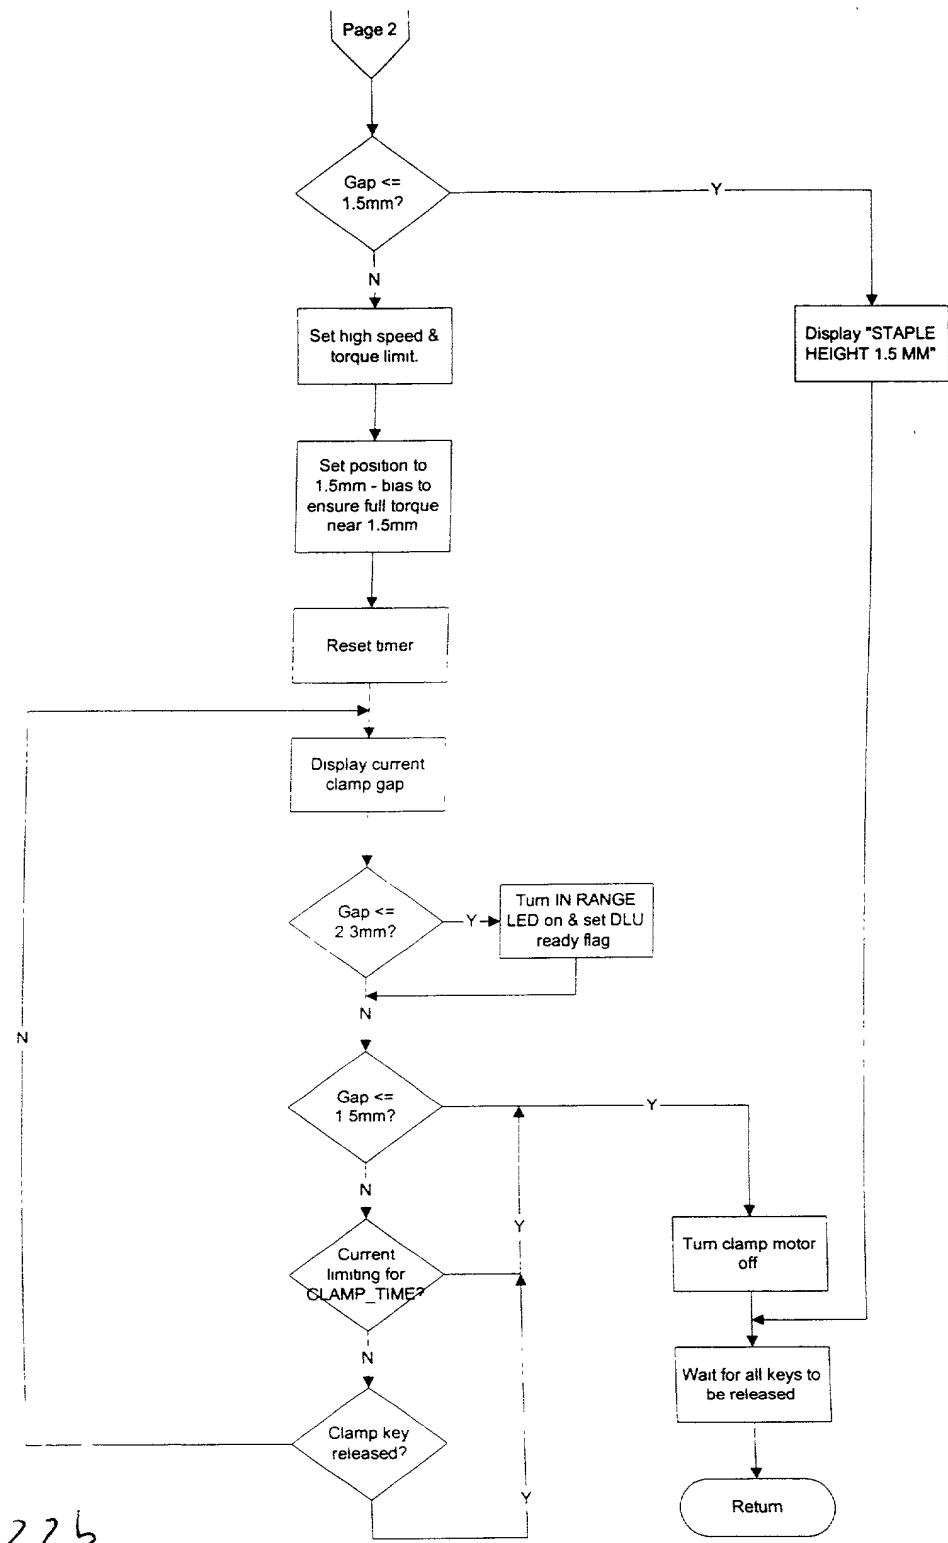 Page 2
Gap <=
1.5mm?
Y
N
Set high speed &
torque limit.
Display "STAPLE
HEIGHT 1.5 MM"
Set position to
1.5mm - bias to
ensure full torque
near 1.5mm
Reset timer
Display current
clamp gap
Gap <=
2 3mm?
Y
Turn IN RANGE
LED on & set DLU
ready flag
N
N
Gap <=
1 5mm?
Y
N
Y
Current
limiting for
CLAMP_TIME?
Turn clamp motor
off
N
Wait for all keys to
be released
Clamp key
released?
Y
Return
22b